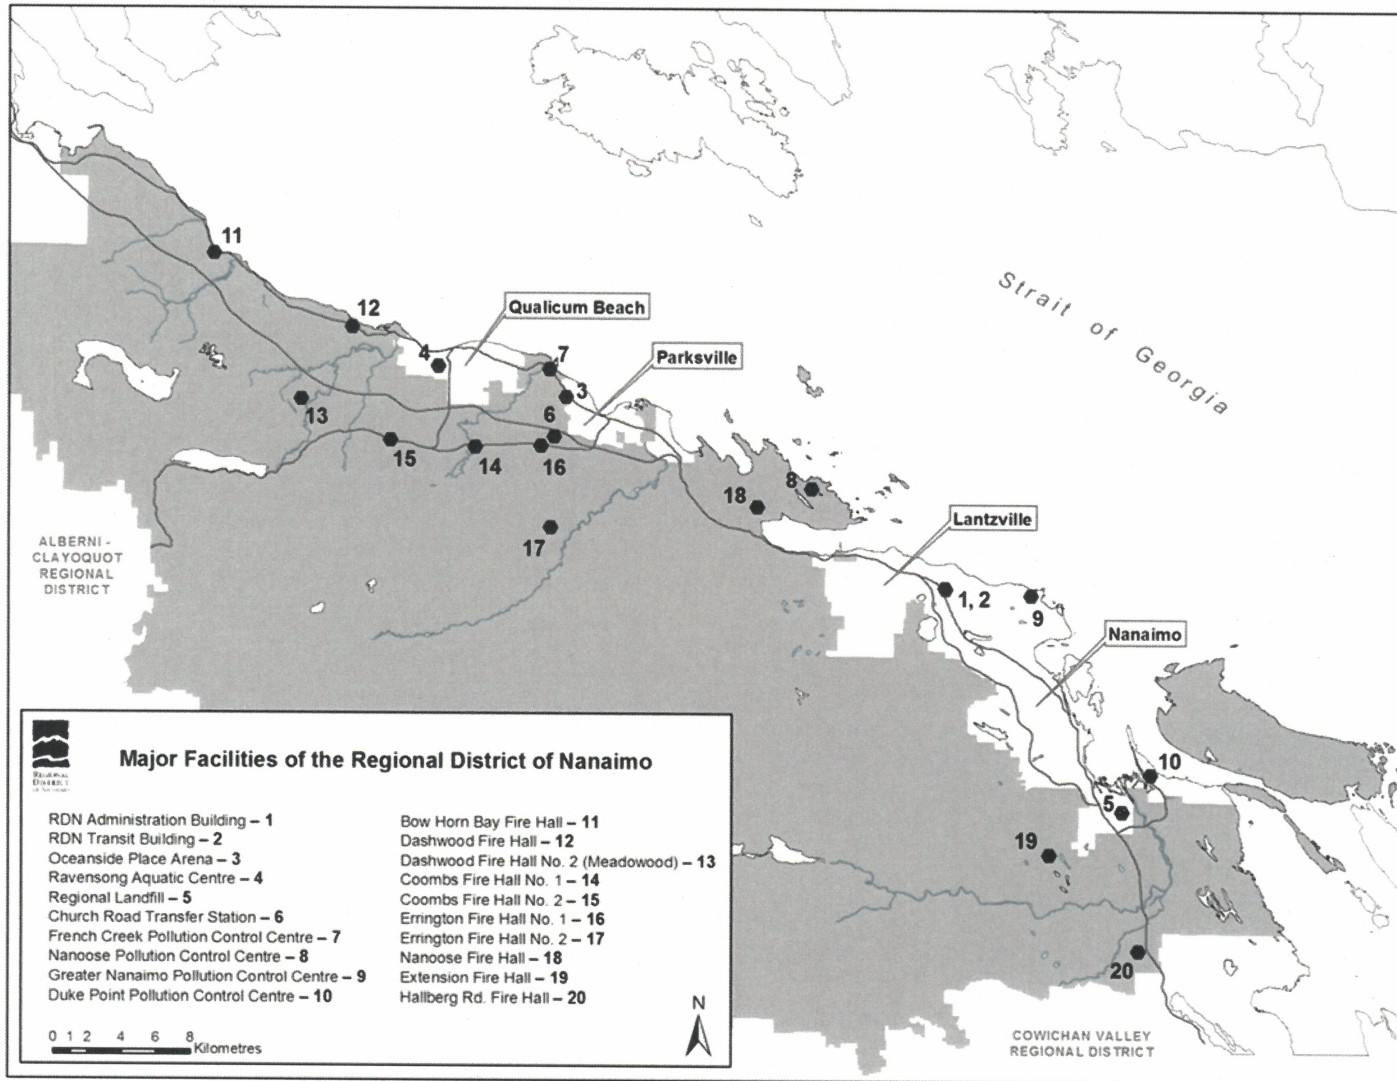 Strait of Georgia
11
12
Qualicum Beach
4
7
Parksville
3
13
6
15
14
16
8
18
Lantzville
17
ALBERNI -
CLAYOQUOT
REGIONAL
DISTRICT
1, 2
9
Nanaimo
10
5
19
20
COWICHAN VALLEY
REGIONAL DISTRICT
REGIONAL
DISTRICT
OF NANAIMO
Major Facilities of the Regional District of Nanaimo
RDN Administration Building – 1
RDN Transit Building – 2
Oceanside Place Arena – 3
Ravensong Aquatic Centre – 4
Regional Landfill – 5
Church Road Transfer Station – 6
French Creek Pollution Control Centre – 7
Nanoose Pollution Control Centre – 8
Greater Nanaimo Pollution Control Centre – 9
Duke Point Pollution Control Centre – 10
Bow Horn Bay Fire Hall – 11
Dashwood Fire Hall – 12
Dashwood Fire Hall No. 2 (Meadowood) – 13
Coombs Fire Hall No. 1 – 14
Coombs Fire Hall No. 2 – 15
Errington Fire Hall No. 1 – 16
Errington Fire Hall No. 2 – 17
Nanoose Fire Hall – 18
Extension Fire Hall – 19
Hallberg Rd. Fire Hall – 20
N
0 1 2 4 6 8
Kilometres